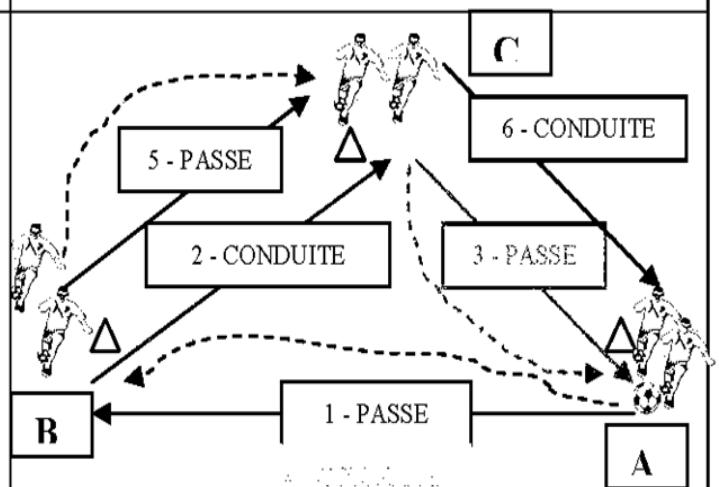 C
6 - CONDUITE
5 - PASSE
2 - CONDUITE
3 - PASSE
1 - PASSE
B
A